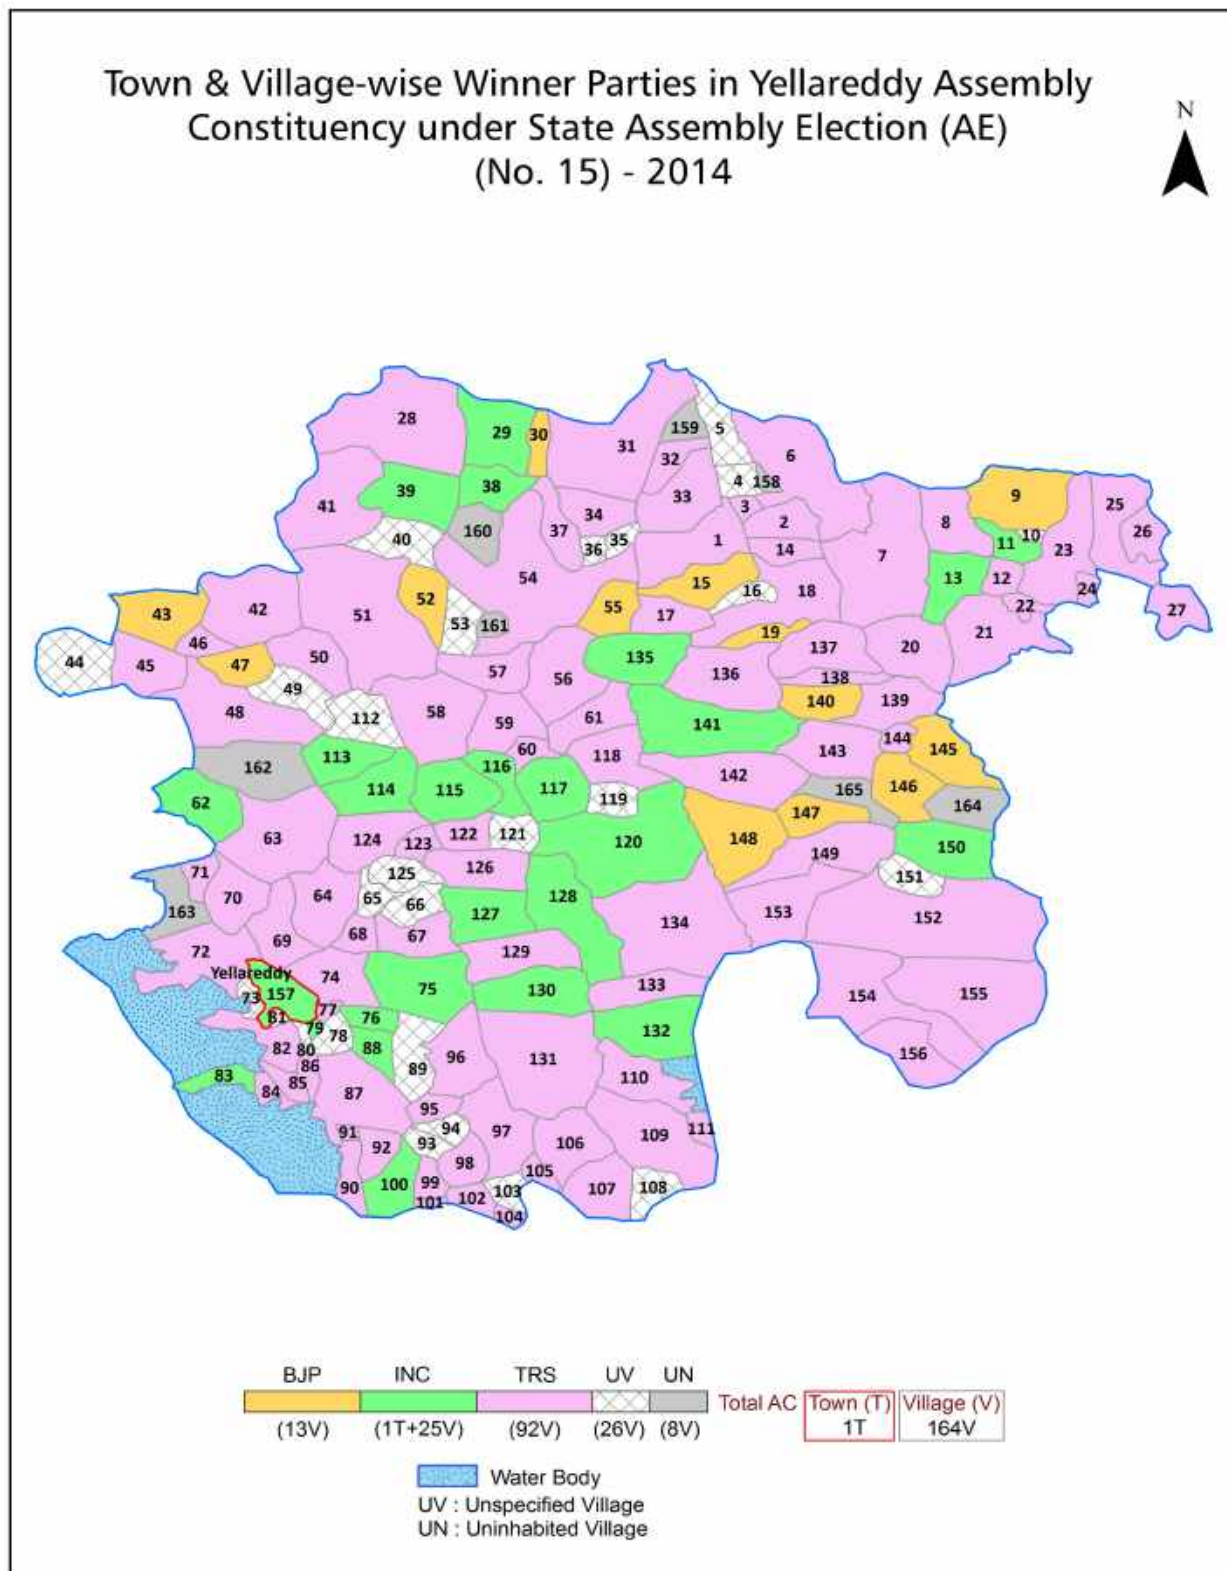 Town & Village-wise Winner Parties in Yellareddy Assembly
Constituency under State Assembly Election (AE)
(No. 15) - 2014
N
28 29 30 31 159 5 6
32 4 158 9 25
39 38 33 3 8 10 26
41 34 2 11 23
40 160 37 36 35 1 14 7
54 15 13 12 24
43 42 51 52 53 161 55 17 16 18 22 27
46 19 21
44 45 47 50 57 56 135 136 137 20
49 138
48 112 58 59 61 141 140 139
60 118 143 144 145
162 113 116 142
62 114 115 117 119 165 146 164
63 124 123 122 121 120 148 147 150
71 125 126 149 151
70 64 65 66 128
163 127 134 153 152
72 69 68 67 129
Yellareddy 74
73 157 75 130 133 154 155
77 76
81 79 78 88 132
82 80 89 96 131 156
83 86 110
84 85 87
95 97
91 92 93 94 106 109 111
98
90 100 99 103 105 107 108
101 102 104
BJP INC TRS UV UN
Total AC Town (T) Village (V)
1T 164V
(13V) (1T+25V) (92V) (26V) (8V)
Water Body
UV : Unspecified Village
UN : Uninhabited Village